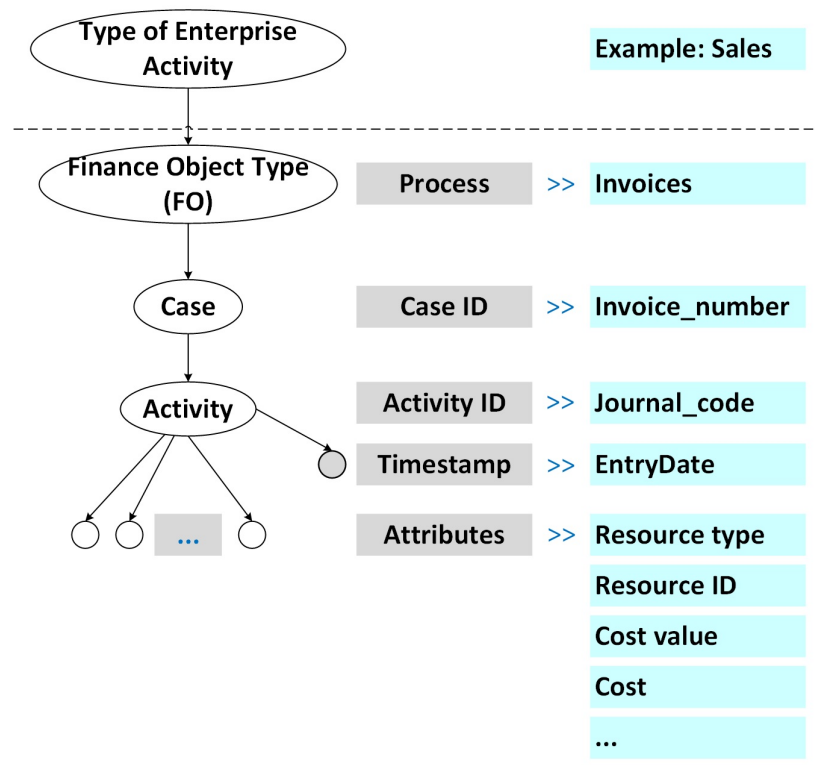 Type of Enterprise
Activity
Example: Sales
Finance Object Type
(FO)
Process >> Invoices
Case
Case ID >> Invoice_number
Activity
Activity ID >> Journal_code
Timestamp >> EntryDate
...
Attributes >> Resource type
Resource ID
Cost value
Cost
...